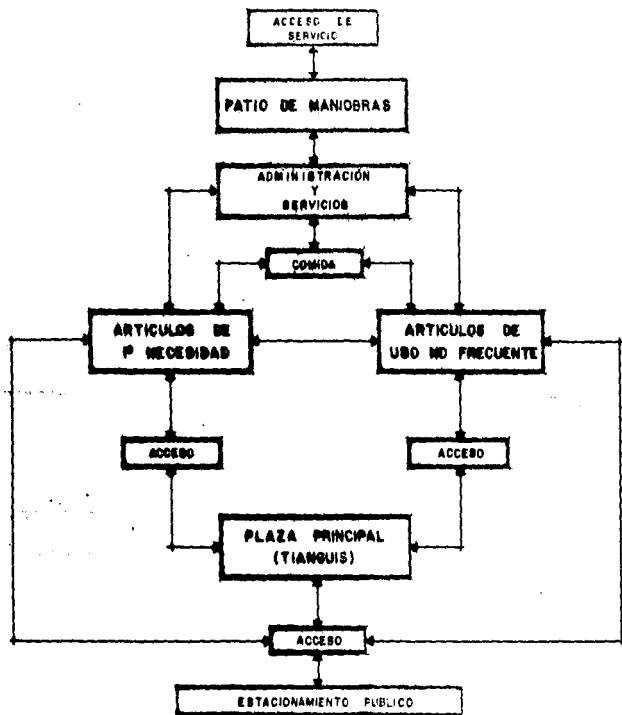 ACCESO DE
SERVICIO
PATIO DE MANIOBRAS
ADMINISTRACIÓN
Y
SERVICIOS
COMIDA
ARTICULOS DE
1ª NECESIDAD
ARTICULOS DE
USO NO FRECUENTE
ACCESO
ACCESO
PLAZA PRINCIPAL
(TIANGUIS)
ACCESO
ESTACIONAMIENTO PUBLICO